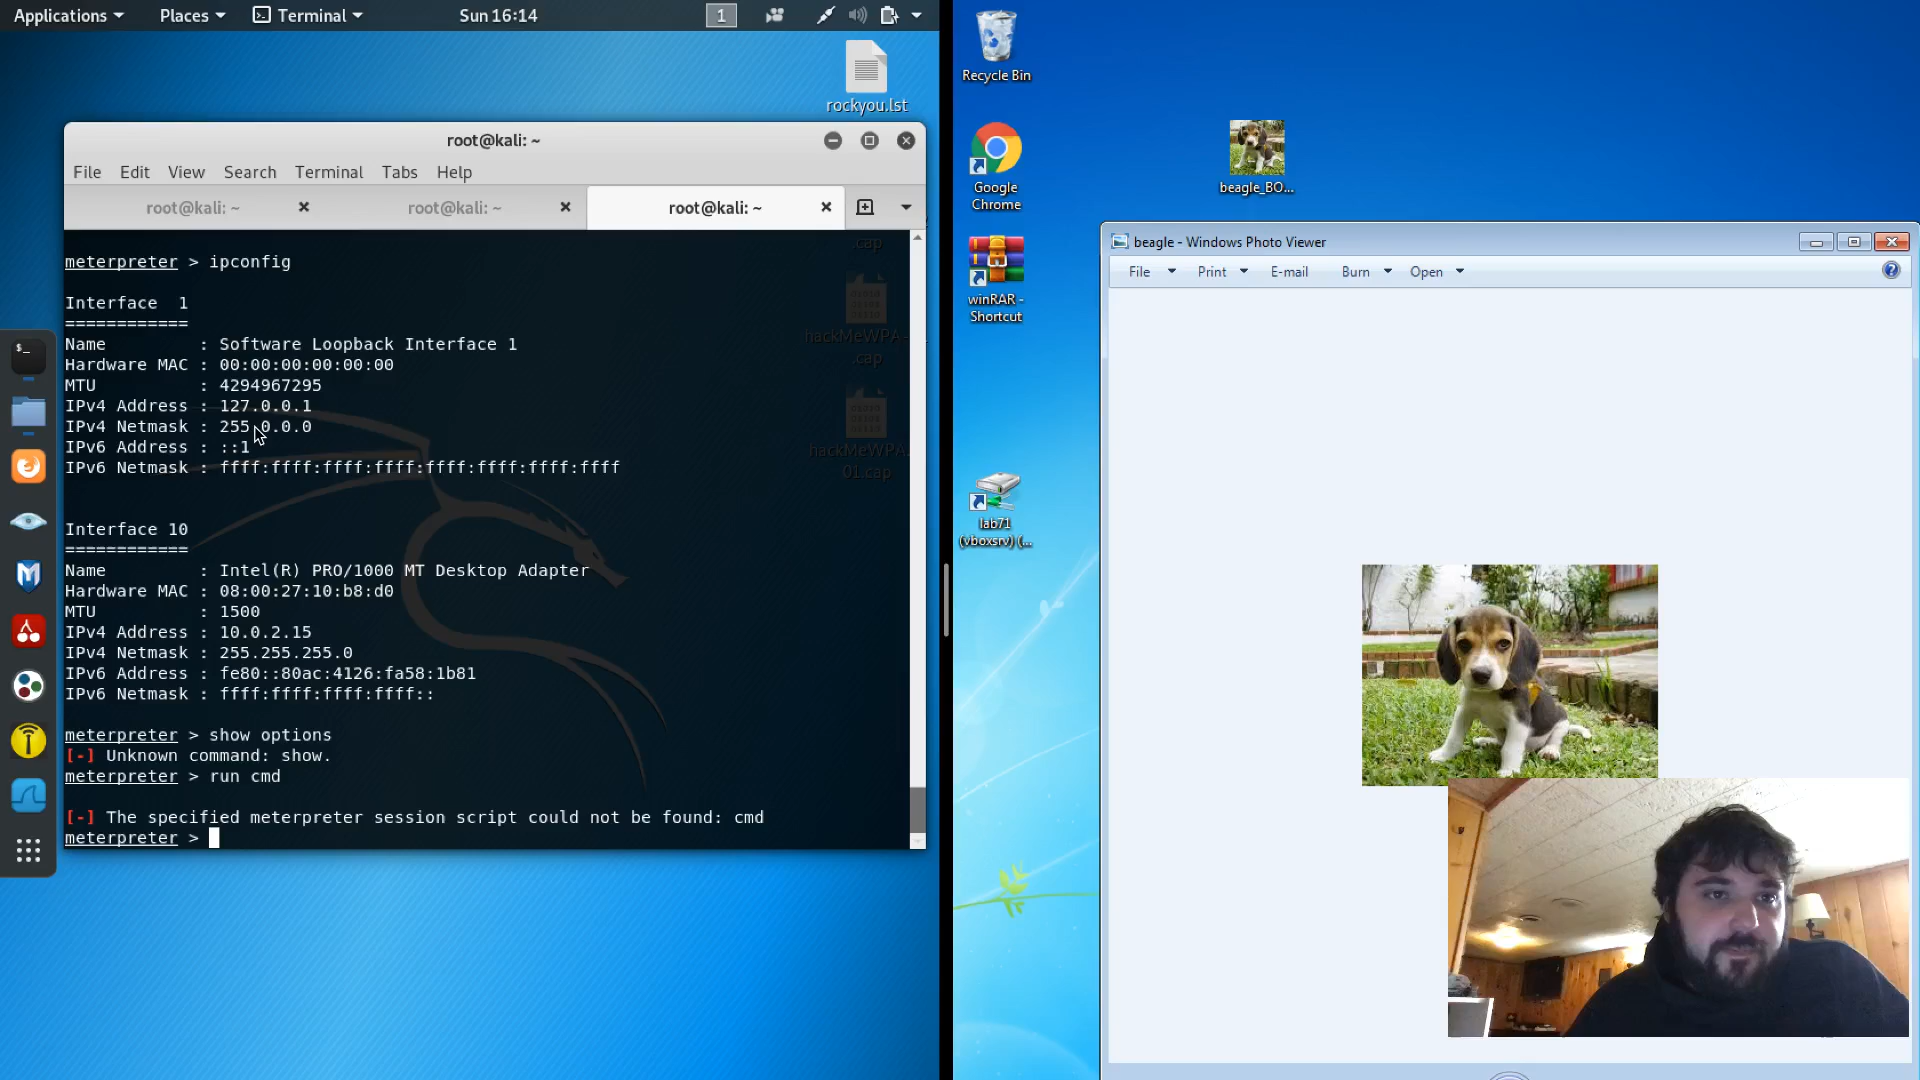 Applications
Places
Terminal
Sun 16:14
1
rockyou.lst
root@kali: ~
File Edit View Search Terminal Tabs Help
root@kali: ~
root@kali: ~
root@kali: ~
.cap
hackMeWPA-
.cap
hackMeWPA.
01.cap
meterpreter > ipconfig
Interface 1
============
Name : Software Loopback Interface 1
Hardware MAC : 00:00:00:00:00:00
MTU : 4294967295
IPv4 Address : 127.0.0.1
IPv4 Netmask : 255.0.0.0
IPv6 Address : ::1
IPv6 Netmask : ffff:ffff:ffff:ffff:ffff:ffff:ffff:ffff
Interface 10
============
Name : Intel(R) PRO/1000 MT Desktop Adapter
Hardware MAC : 08:00:27:10:b8:d0
MTU : 1500
IPv4 Address : 10.0.2.15
IPv4 Netmask : 255.255.255.0
IPv6 Address : fe80::80ac:4126:fa58:1b81
IPv6 Netmask : ffff:ffff:ffff:ffff::
meterpreter > show options
[-] Unknown command: show.
meterpreter > run cmd
[-] The specified meterpreter session script could not be found: cmd
meterpreter >
Recycle Bin
Google
Chrome
winRAR -
Shortcut
lab71
(vboxsrv) (...
beagle_BO...
beagle - Windows Photo Viewer
File Print E-mail Burn Open